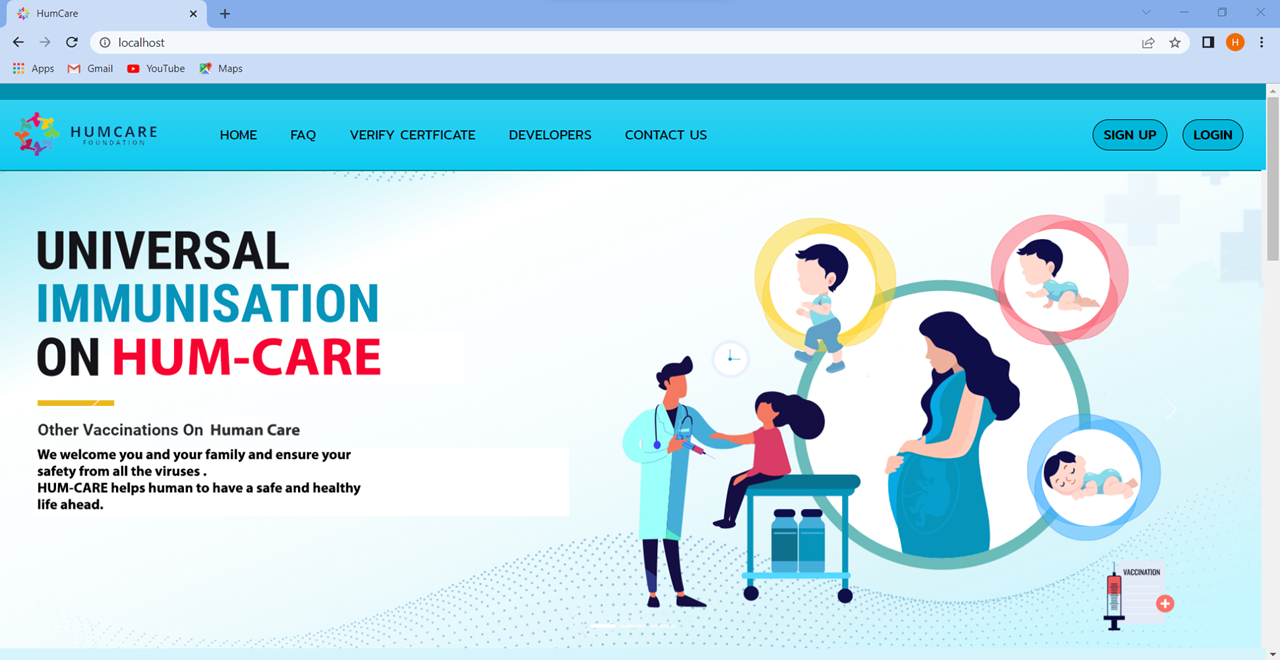 HumCare
localhost
H
Apps
Gmail
YouTube
Maps
HUMCARE
FOUNDATION
HOME
FAQ
VERIFY CERTFICATE
DEVELOPERS
CONTACT US
SIGN UP
LOGIN
UNIVERSAL
IMMUNISATION
ON HUM-CARE
Other Vaccinations On Human Care
We welcome you and your family and ensure your
safety from all the viruses .
HUM-CARE helps human to have a safe and healthy
life ahead.
VACCINATION